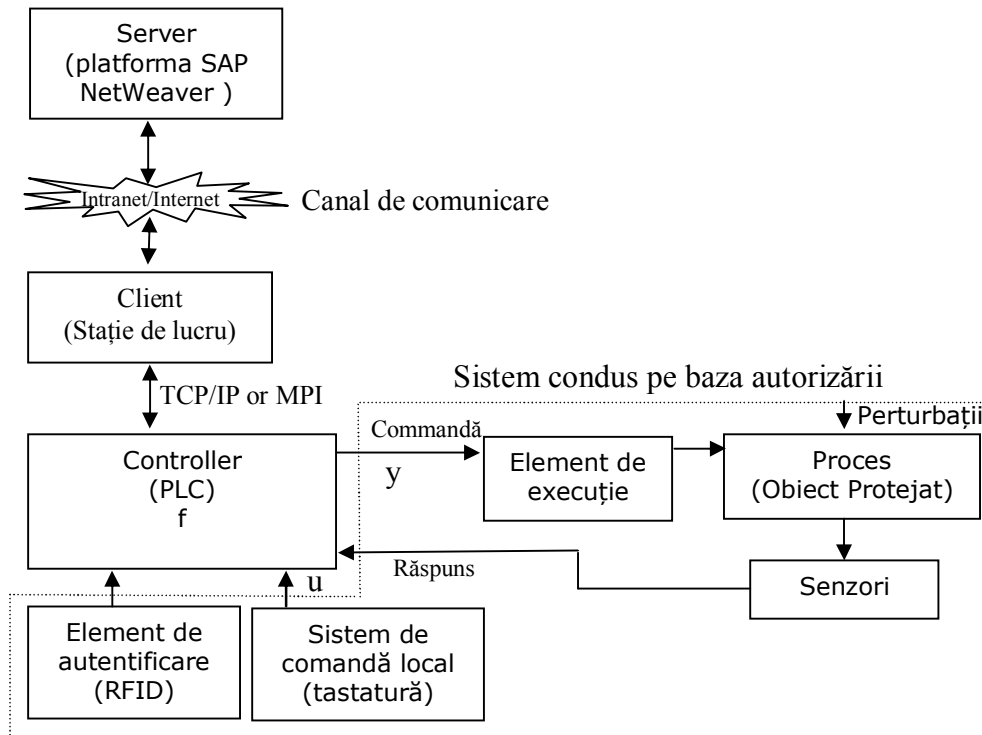 Server
(platforma SAP
NetWeaver )
Intranet/Internet
Canal de comunicare
Client
(Stație de lucru)
TCP/IP or MPI
Sistem condus pe baza autorizării
Perturbații
Commandă
y
Controller
(PLC)
f
Element de
execuție
Proces
(Obiect Protejat)
Răspuns
u
Senzori
Element de
autentificare
(RFID)
Sistem de
comandă local
(tastatură)